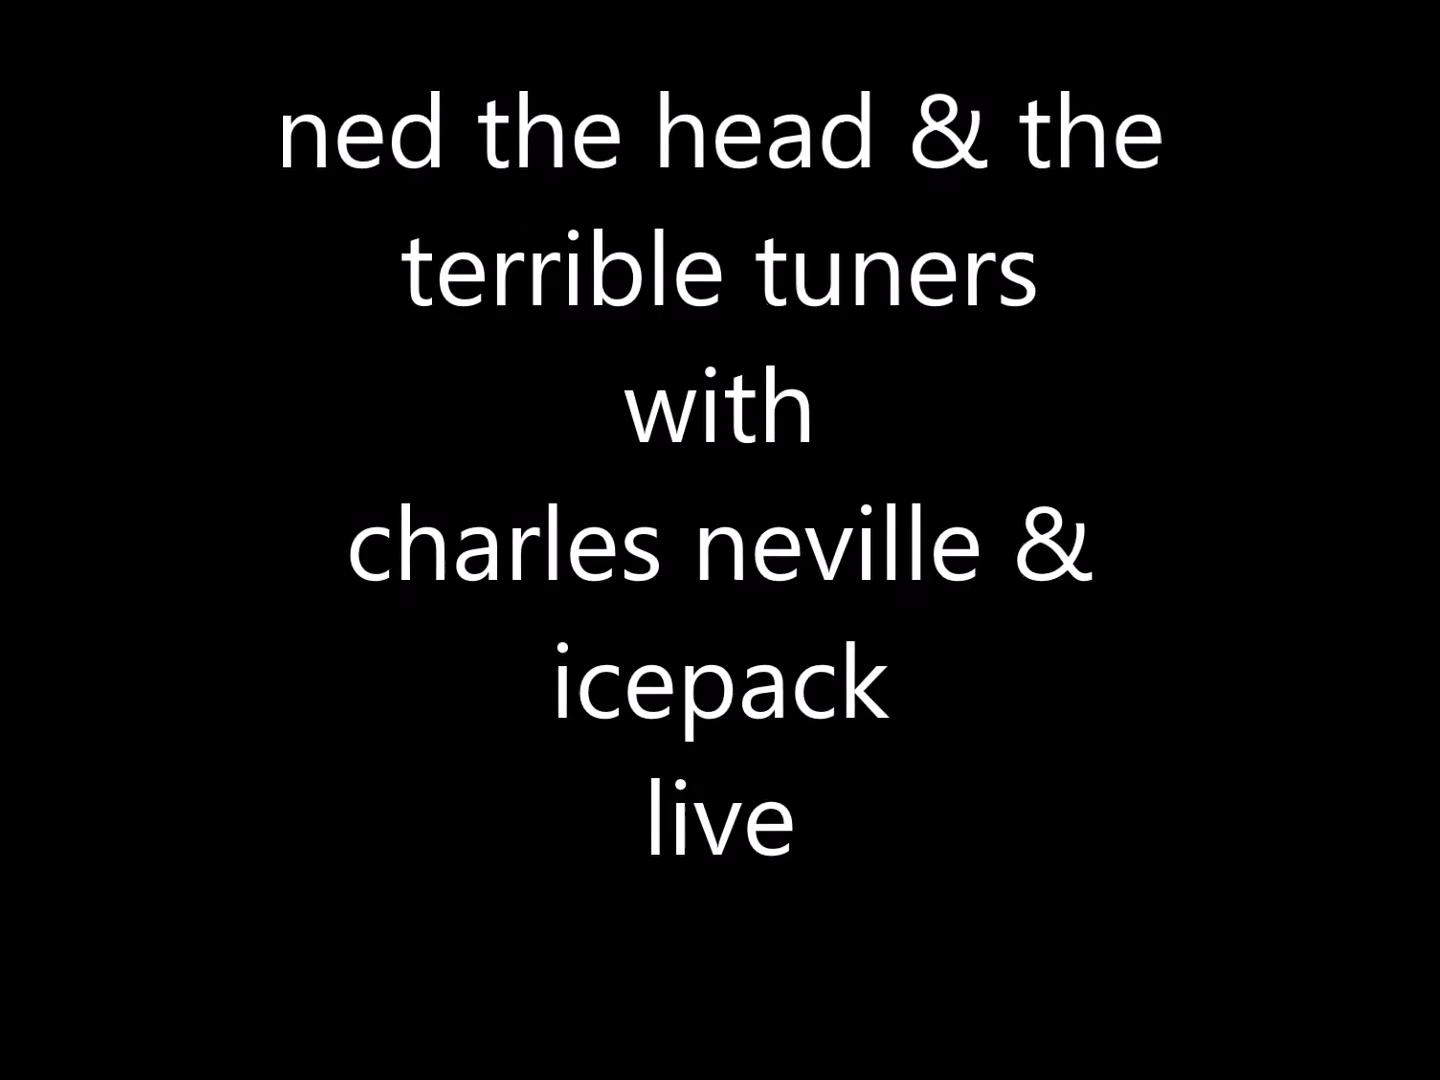 ned the head & the
terrible tuners
with
charles neville &
icepack
live